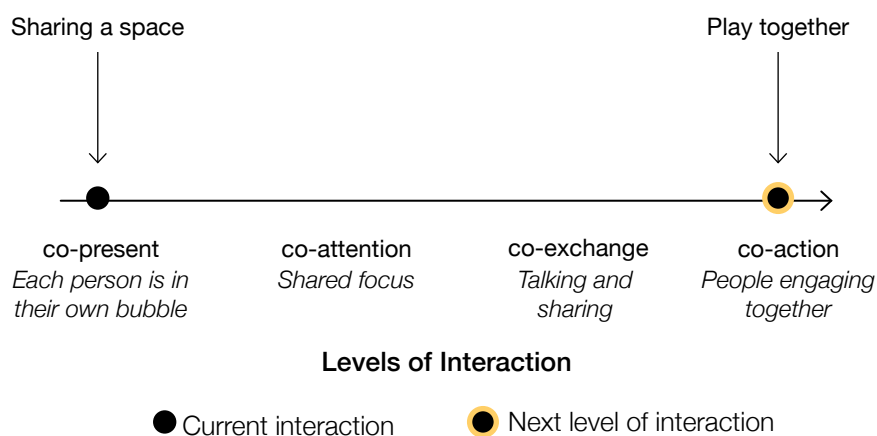 Sharing a space
Play together
co-present
Each person is in
their own bubble
co-attention
Shared focus
co-exchange
Talking and
sharing
co-action
People engaging
together
Levels of Interaction
Current interaction
Next level of interaction